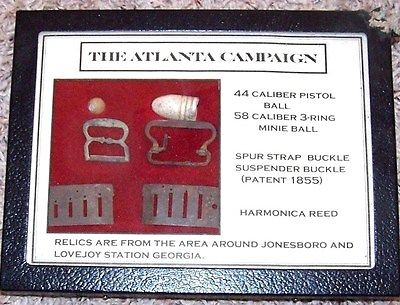 THE ATLANTA CAMPAIGN
44 CALIBER PISTOL
BALL
58 CALIBER 3-RING
MINIE BALL
SPUR STRAP BUCKLE
SUSPENDER BUCKLE
(PATENT 1855)
HARMONICA REED
RELICS ARE FROM THE AREA AROUND JONESBORO AND
LOVEJOY STATION GEORGIA.